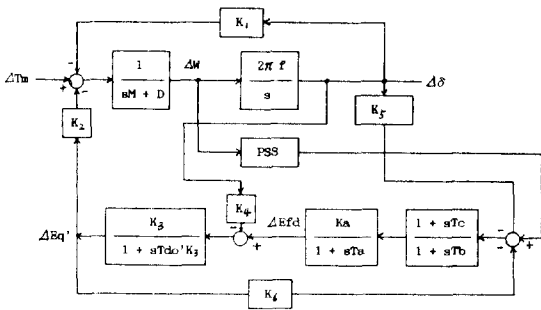 K₁
ΔTm
-
+
-
1
sM + D
ΔW
2π f
s
Δδ
K₂
K₅
PSS
K₄
ΔEq'
K₃
1 + sTdo'K₃
-
+
ΔEfd
Ka
1 + sTa
1 + sTc
1 + sTb
-
-
+
K₆